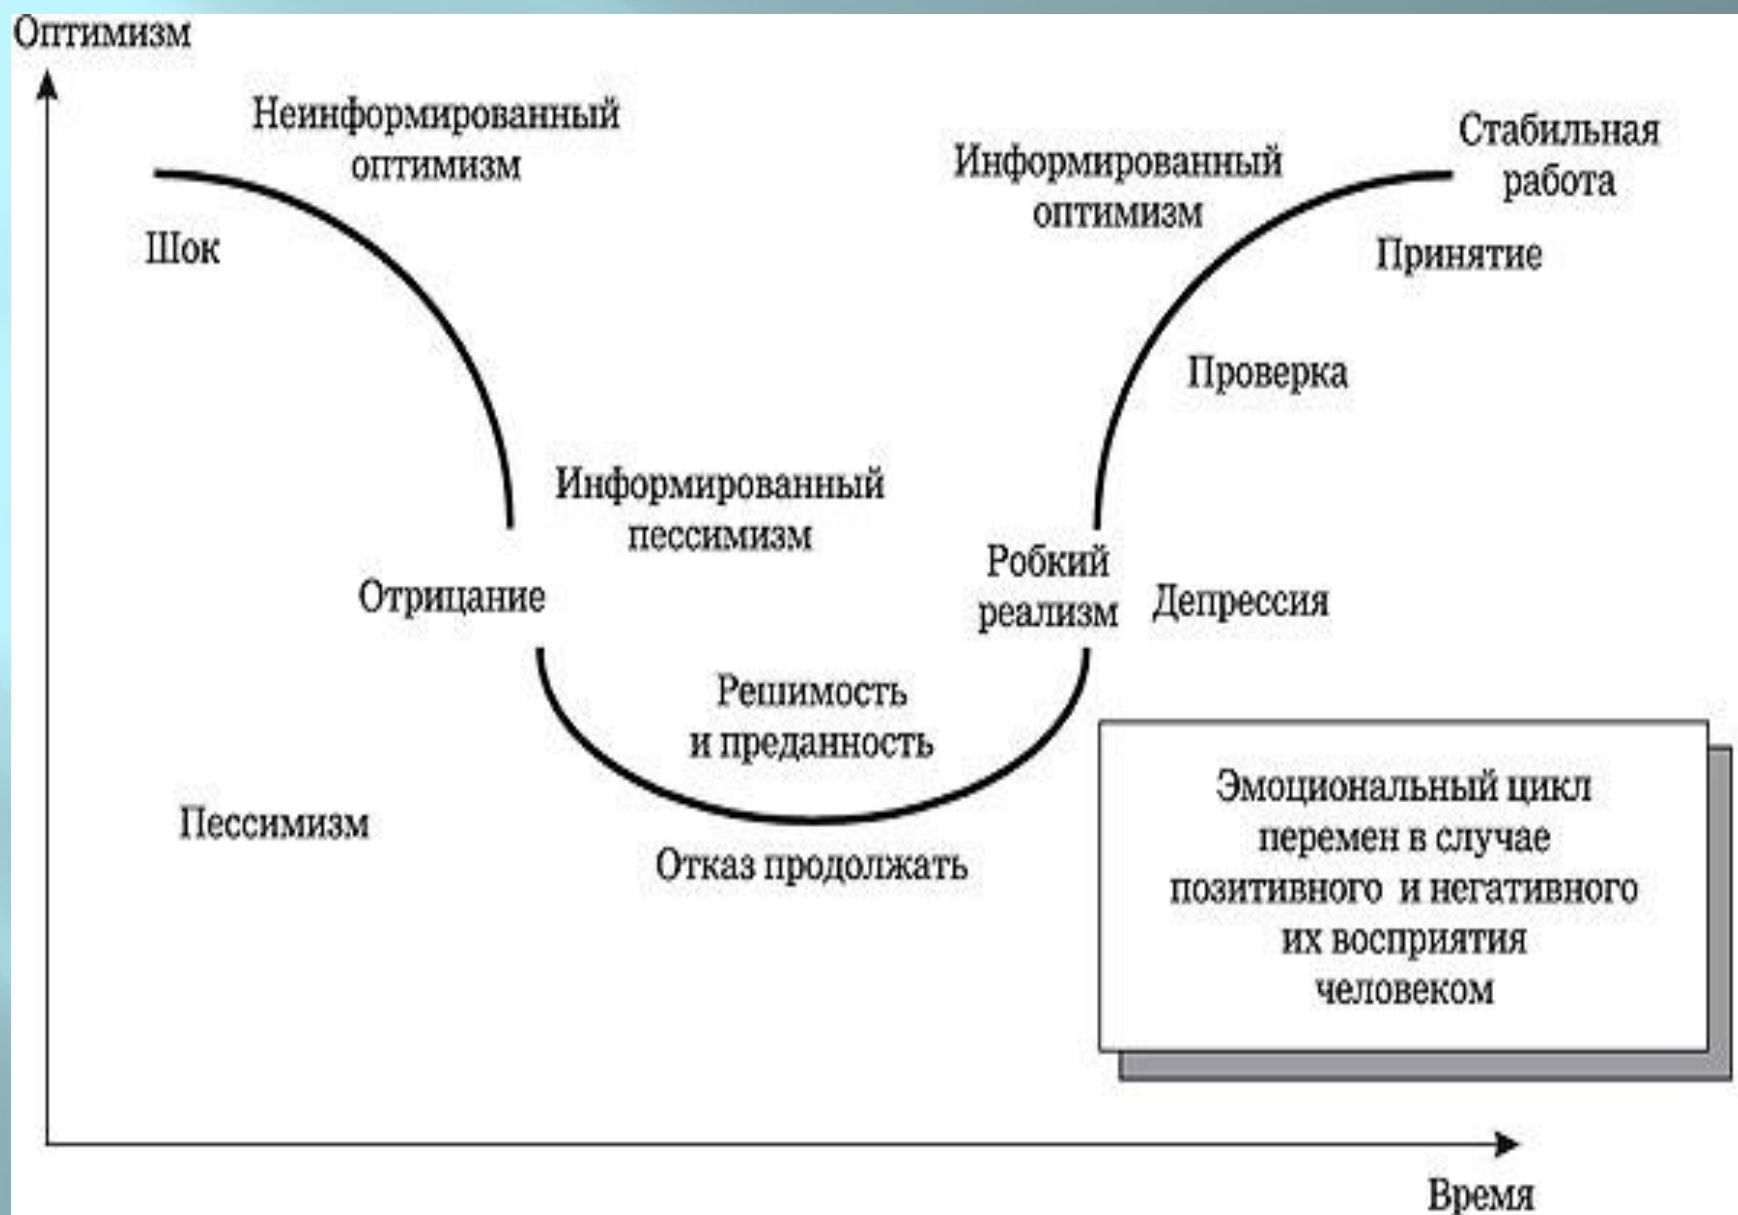 Оптимизм
Неинформированный
оптимизм
Шок
Информированный
оптимизм
Стабильная
работа
Принятие
Проверка
Информированный
пессимизм
Отрицание
Робкий
реализм
Депрессия
Решимость
и преданность
Пессимизм
Отказ продолжать
Эмоциональный цикл
перемен в случае
позитивного и негативного
их восприятия
человеком
Время